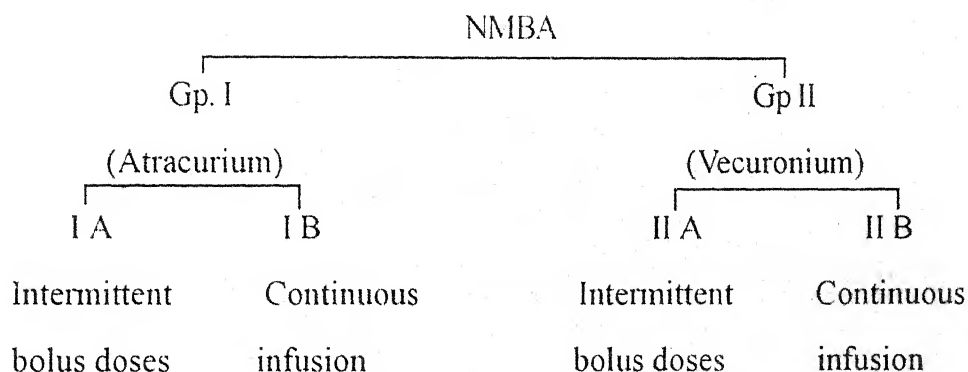 NMBA
Gp. I Gp II
(Atracurium) (Vecuronium)
I A I B II A II B
Intermittent Continuous Intermittent Continuous
bolus doses infusion bolus doses infusion